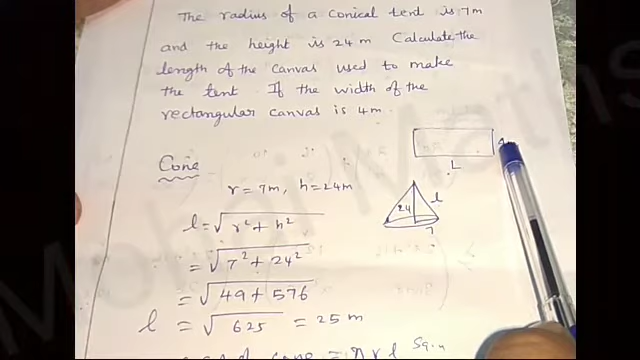 The radius of a conical tent is 7m
and the height is 24 m Calculate the
length of the canvas used to make
the tent If the width of the
rectangular canvas is 4m.
L
Cone
r = 7m, h = 24m
24
l
7
l = √r² + h²
= √7² + 24²
= √49 + 576
l = √625 = 25 m
cone = π r l Sq.